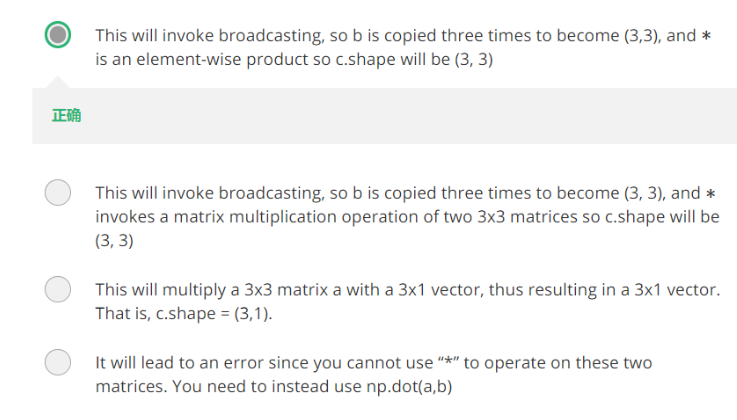 This will invoke broadcasting, so b is copied three times to become (3,3), and *
is an element-wise product so c.shape will be (3, 3)
正确
This will invoke broadcasting, so b is copied three times to become (3, 3), and *
invokes a matrix multiplication operation of two 3x3 matrices so c.shape will be
(3, 3)
This will multiply a 3x3 matrix a with a 3x1 vector, thus resulting in a 3x1 vector.
That is, c.shape = (3,1).
It will lead to an error since you cannot use “*” to operate on these two
matrices. You need to instead use np.dot(a,b)